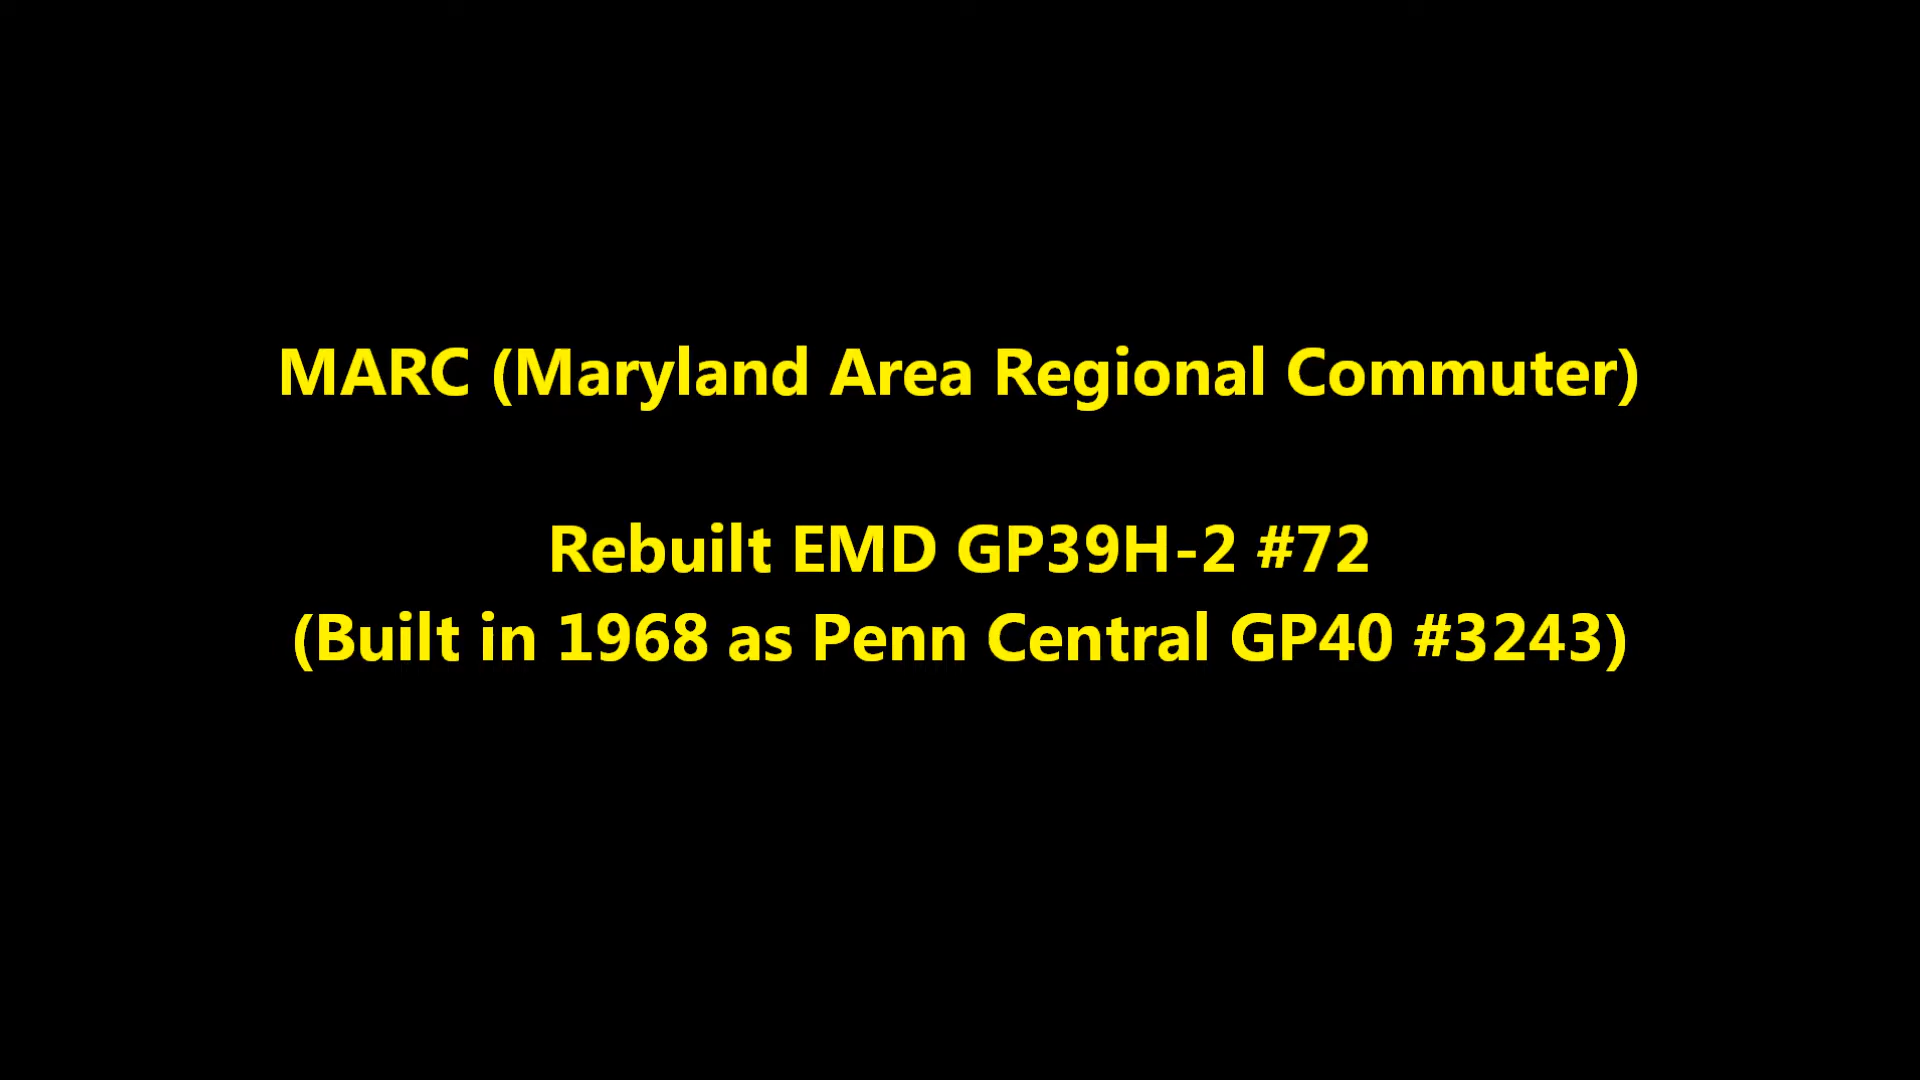 MARC (Maryland Area Regional Commuter)
Rebuilt EMD GP39H-2 #72
(Built in 1968 as Penn Central GP40 #3243)